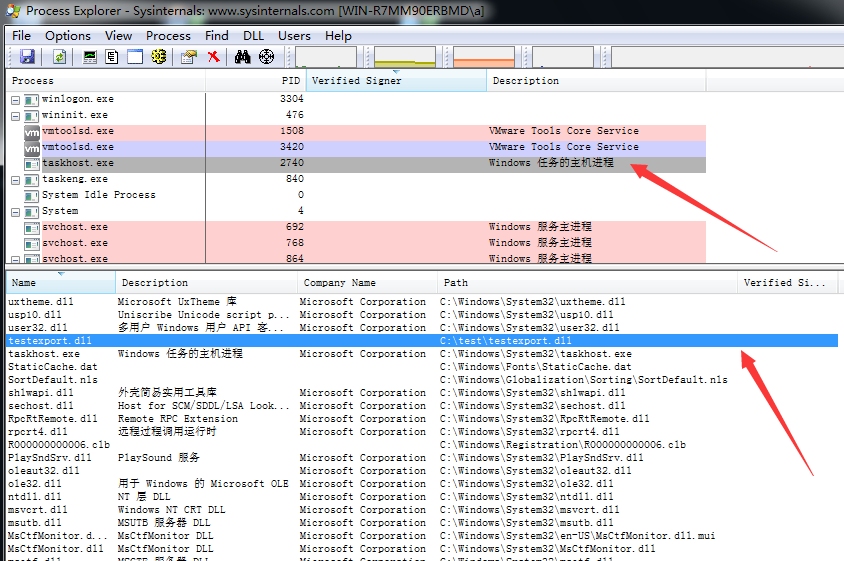 Process Explorer - Sysinternals: www.sysinternals.com [WIN-R7MM90ERBMD\a]
File Options View Process Find DLL Users Help
Process PID Verified Signer Description
winlogon.exe 3304
wininit.exe 476
vmtoolsd.exe 1508 VMware Tools Core Service
vmtoolsd.exe 3420 VMware Tools Core Service
taskhost.exe 2740 Windows 任务的主机进程
taskeng.exe 840
System Idle Process 0
System 4
svchost.exe 692 Windows 服务主进程
svchost.exe 768 Windows 服务主进程
svchost.exe 864 Windows 服务主进程
Name Description Company Name Path Verified Si...
uxtheme.dll Microsoft UxTheme 库 Microsoft Corporation C:\Windows\System32\uxtheme.dll
usp10.dll Uniscribe Unicode script p... Microsoft Corporation C:\Windows\System32\usp10.dll
user32.dll 多用户 Windows 用户 API 客... Microsoft Corporation C:\Windows\System32\user32.dll
testexport.dll C:\test\testexport.dll
taskhost.exe Windows 任务的主机进程 Microsoft Corporation C:\Windows\System32\taskhost.exe
StaticCache.dat C:\Windows\Fonts\StaticCache.dat
SortDefault.nls C:\Windows\Globalization\Sorting\SortDefault.nls
shlwapi.dll 外壳简易实用工具库 Microsoft Corporation C:\Windows\System32\shlwapi.dll
sechost.dll Host for SCM/SDDL/LSA Look... Microsoft Corporation C:\Windows\System32\sechost.dll
RpcRtRemote.dll Remote RPC Extension Microsoft Corporation C:\Windows\System32\RpcRtRemote.dll
rpcrt4.dll 远程过程调用运行时 Microsoft Corporation C:\Windows\System32\rpcrt4.dll
R000000000006.clb C:\Windows\Registration\R000000000006.clb
PlaySndSrv.dll PlaySound 服务 Microsoft Corporation C:\Windows\System32\PlaySndSrv.dll
oleaut32.dll Microsoft Corporation C:\Windows\System32\oleaut32.dll
ole32.dll 用于 Windows 的 Microsoft OLE Microsoft Corporation C:\Windows\System32\ole32.dll
ntdll.dll NT 层 DLL Microsoft Corporation C:\Windows\System32\ntdll.dll
msvcrt.dll Windows NT CRT DLL Microsoft Corporation C:\Windows\System32\msvcrt.dll
msutb.dll MSUTB 服务器 DLL Microsoft Corporation C:\Windows\System32\msutb.dll
MsCtfMonitor.d... MsCtfMonitor DLL Microsoft Corporation C:\Windows\System32\en-US\MsCtfMonitor.dll.mui
MsCtfMonitor.dll MsCtfMonitor DLL Microsoft Corporation C:\Windows\System32\MsCtfMonitor.dll